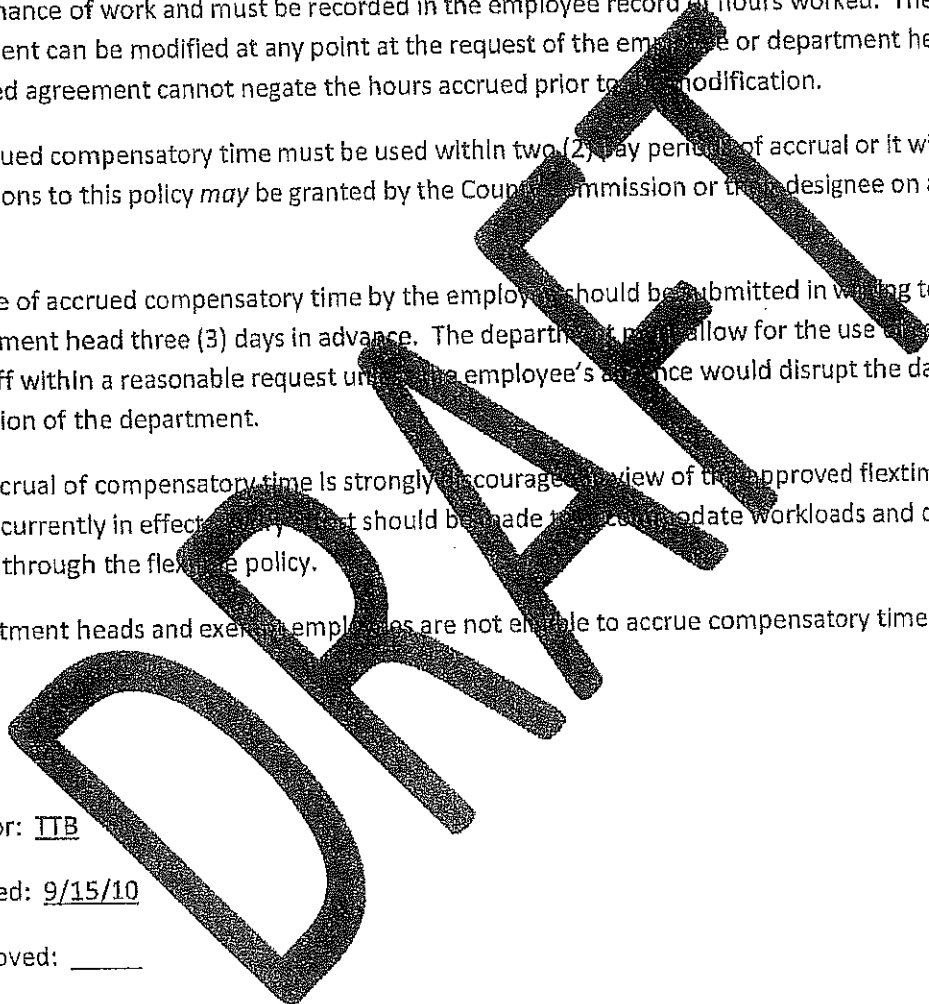 nance of work and must be recorded in the employee record of hours worked. The
ent can be modified at any point at the request of the employee or department he
ed agreement cannot negate the hours accrued prior to modification.
ued compensatory time must be used within two (2) pay periods of accrual or it wi
ons to this policy may be granted by the County Commission or their designee on a
e of accrued compensatory time by the employee should be submitted in writing to
ment head three (3) days in advance. The department must allow for the use
ff within a reasonable request unless the employee's absence would disrupt the da
ion of the department.
crual of compensatory time is strongly discouraged in view of the approved flextim
currently in effect. Every effort should be made to accommodate workloads and
through the flextime policy.
tment heads and exempt employees are not eligible to accrue compensatory time
or: TTB
ed: 9/15/10
oved: _____
DRAFT